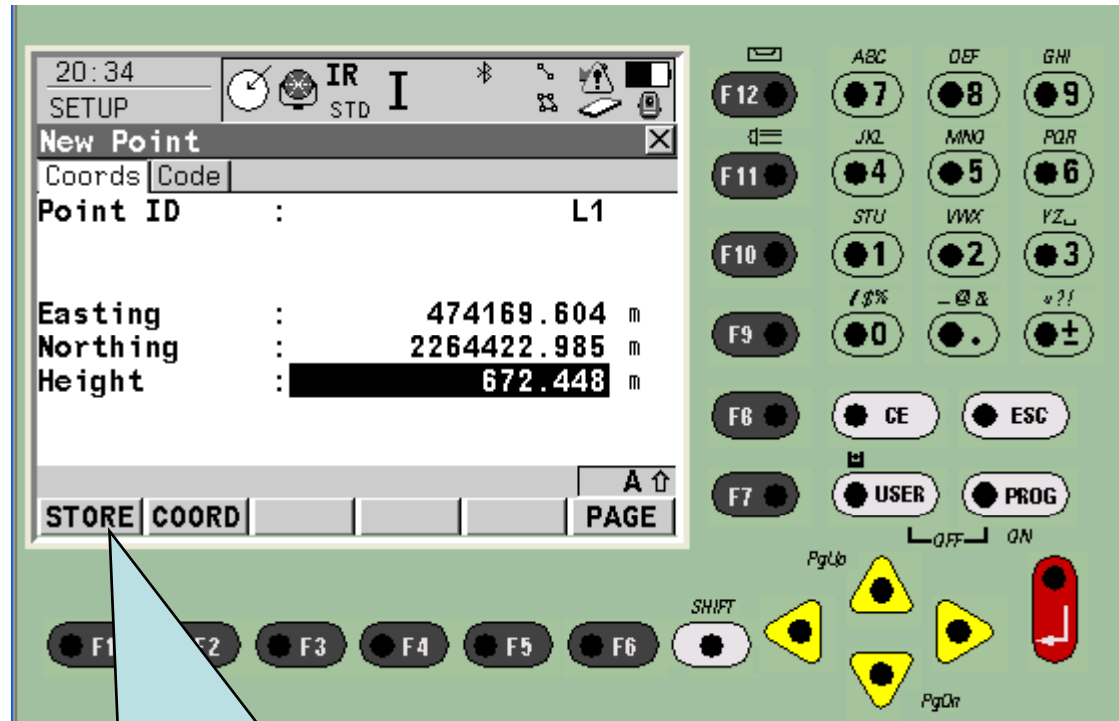 20:34
SETUP
IR
STD
I
New Point
Coords Code
Point ID : L1
Easting : 474169.604 m
Northing : 2264422.985 m
Height : 672.448 m
A
STORE COORD PAGE
F12
ABC DEF GHI
7 8 9
F11
JKL MNO PQR
4 5 6
F10
STU VWX YZ
1 2 3
F9
/$% _@& *?!
0 . ±
F8 CE ESC
F7 USER PROG
OFF ON
PgUp
SHIFT
F1 F2 F3 F4 F5 F6
PgDn